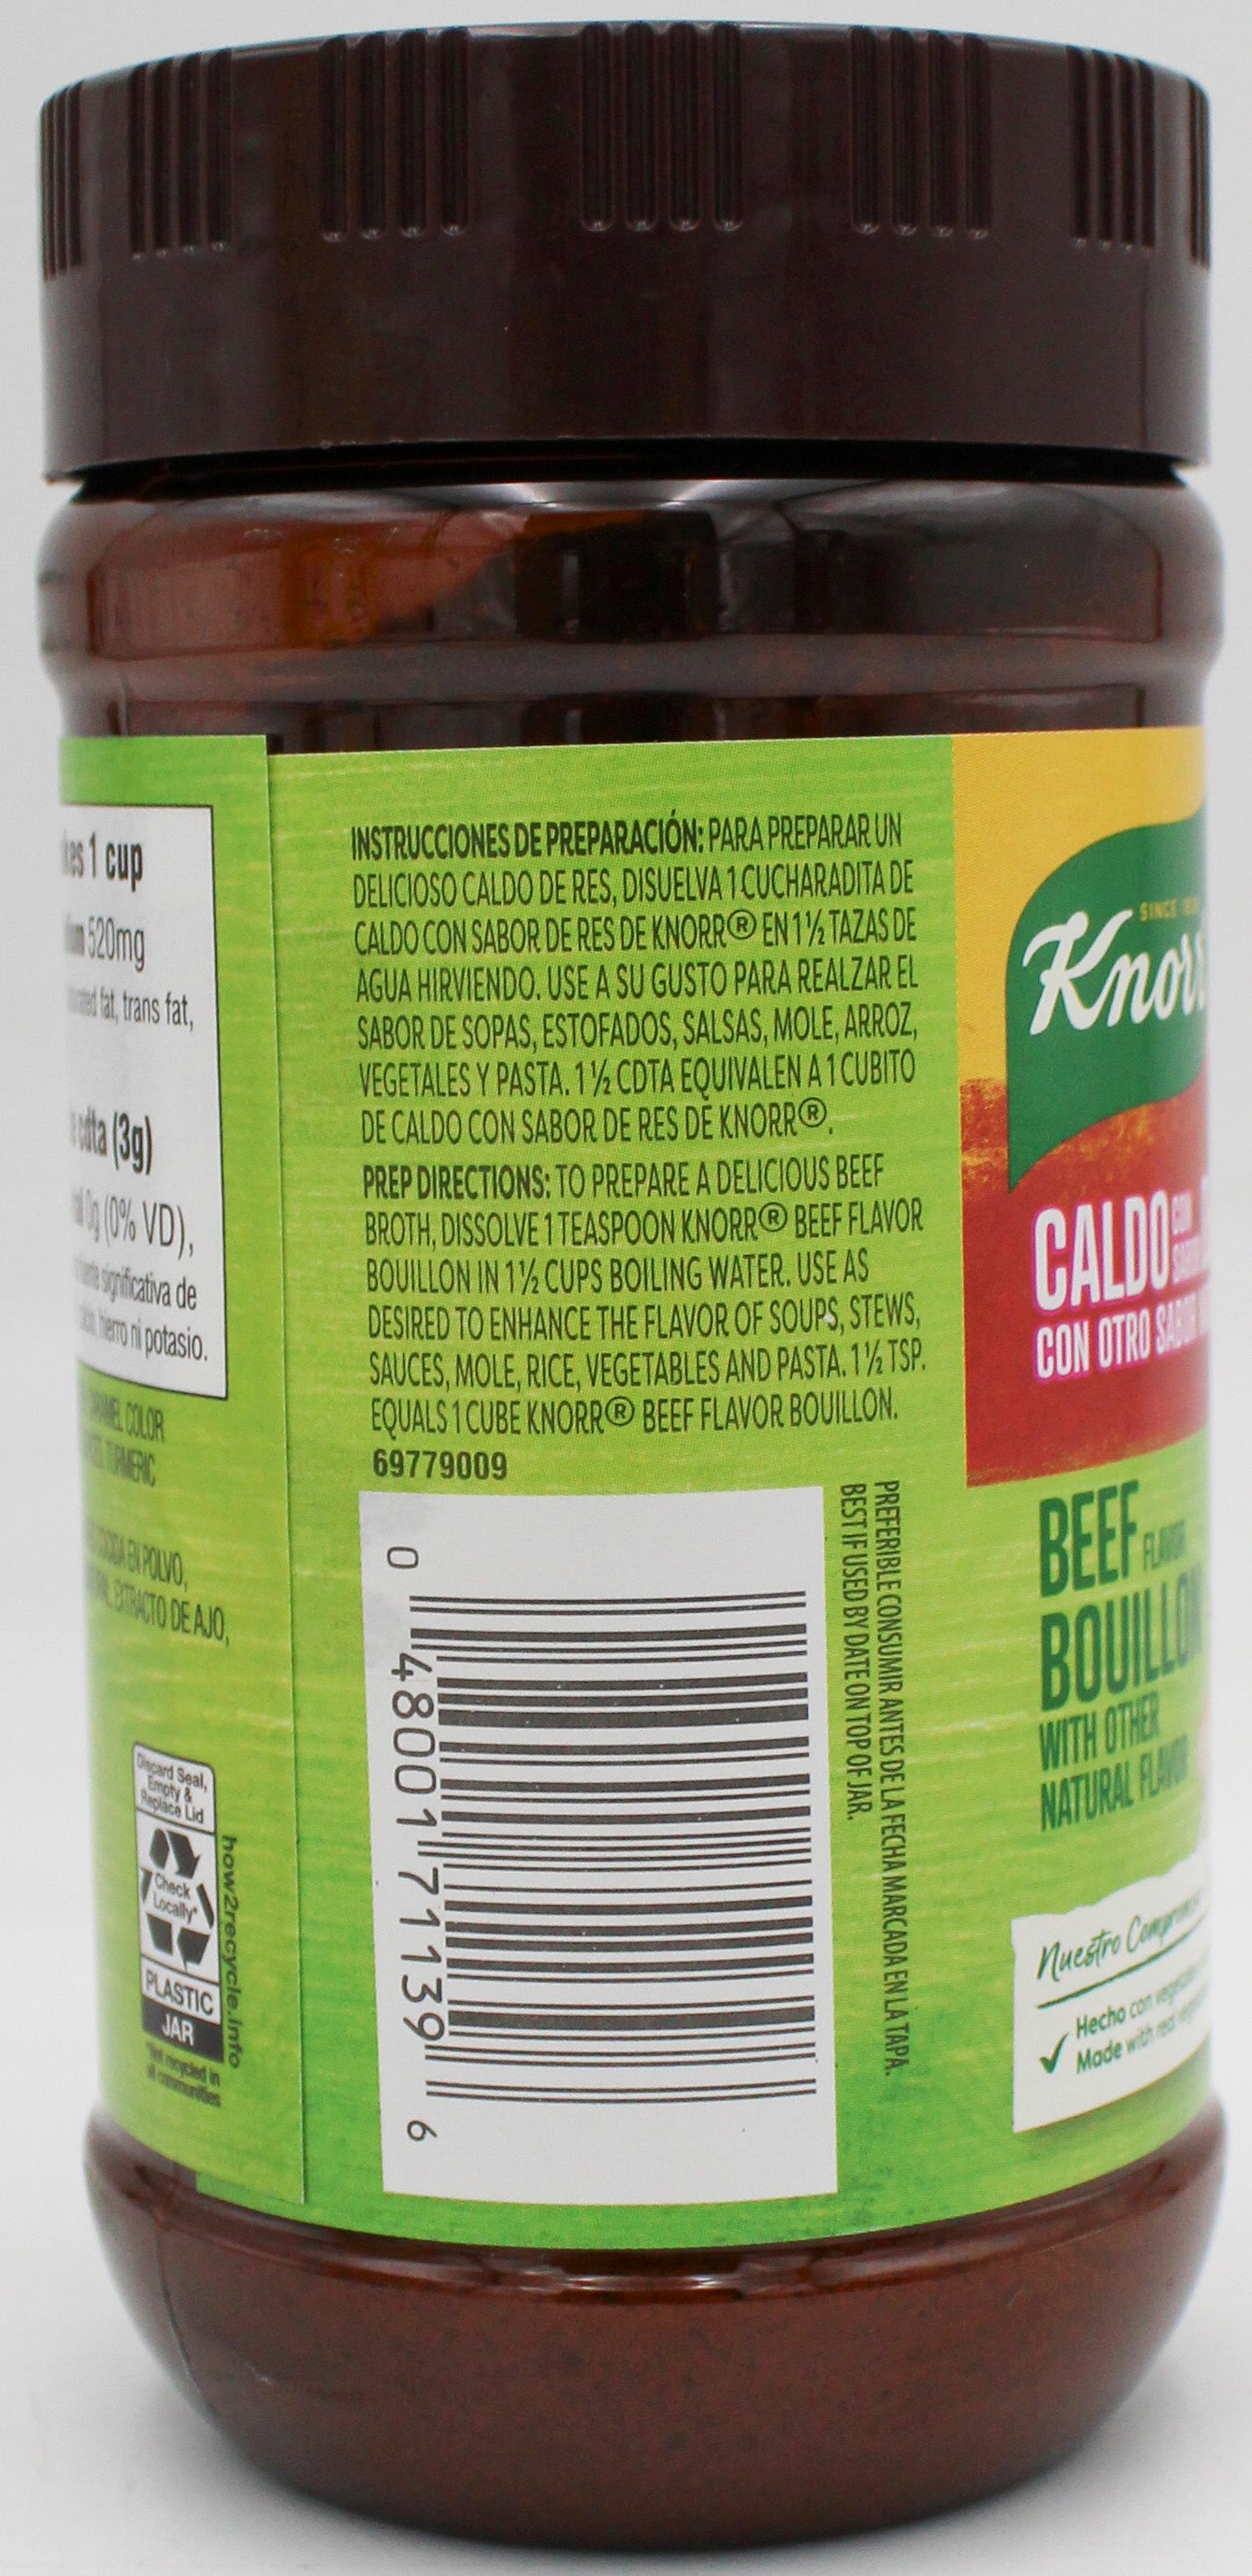 1 cup
520mg
fat, trans fat,
cdta (3g)
0g (0% VD),
significativa de
hierro ni potasio.
COLOR
TURMERIC
EN POLVO,
EXTRACTO DE AJO,
Discard Seal,
Empty &
Replace Lid
Check
Locally*
PLASTIC
JAR
*Not recycled in
all communities
how2recycle.info
INSTRUCCIONES DE PREPARACIÓN: PARA PREPARAR UN
DELICIOSO CALDO DE RES, DISUELVA 1 CUCHARADITA DE
CALDO CON SABOR DE RES DE KNORR® EN 1½ TAZAS DE
AGUA HIRVIENDO. USE A SU GUSTO PARA REALZAR EL
SABOR DE SOPAS, ESTOFADOS, SALSAS, MOLE, ARROZ,
VEGETALES Y PASTA. 1½ CDTA EQUIVALEN A 1 CUBITO
DE CALDO CON SABOR DE RES DE KNORR®.
PREP DIRECTIONS: TO PREPARE A DELICIOUS BEEF
BROTH, DISSOLVE 1 TEASPOON KNORR® BEEF FLAVOR
BOUILLON IN 1½ CUPS BOILING WATER. USE AS
DESIRED TO ENHANCE THE FLAVOR OF SOUPS, STEWS,
SAUCES, MOLE, RICE, VEGETABLES AND PASTA. 1½ TSP.
EQUALS 1 CUBE KNORR® BEEF FLAVOR BOUILLON.
69779009
0 48001 71139 6
PREFERIBLE CONSUMIR ANTES DE LA FECHA MARCADA EN LA TAPA.
BEST IF USED BY DATE ON TOP OF JAR.
SINCE
Knorr
CALDO CON
SABOR
CON OTRO SABOR
BEEF FLAVOR
BOUILLON
WITH OTHER
NATURAL FLAVOR
Nuestro
Hecho con
Made with real